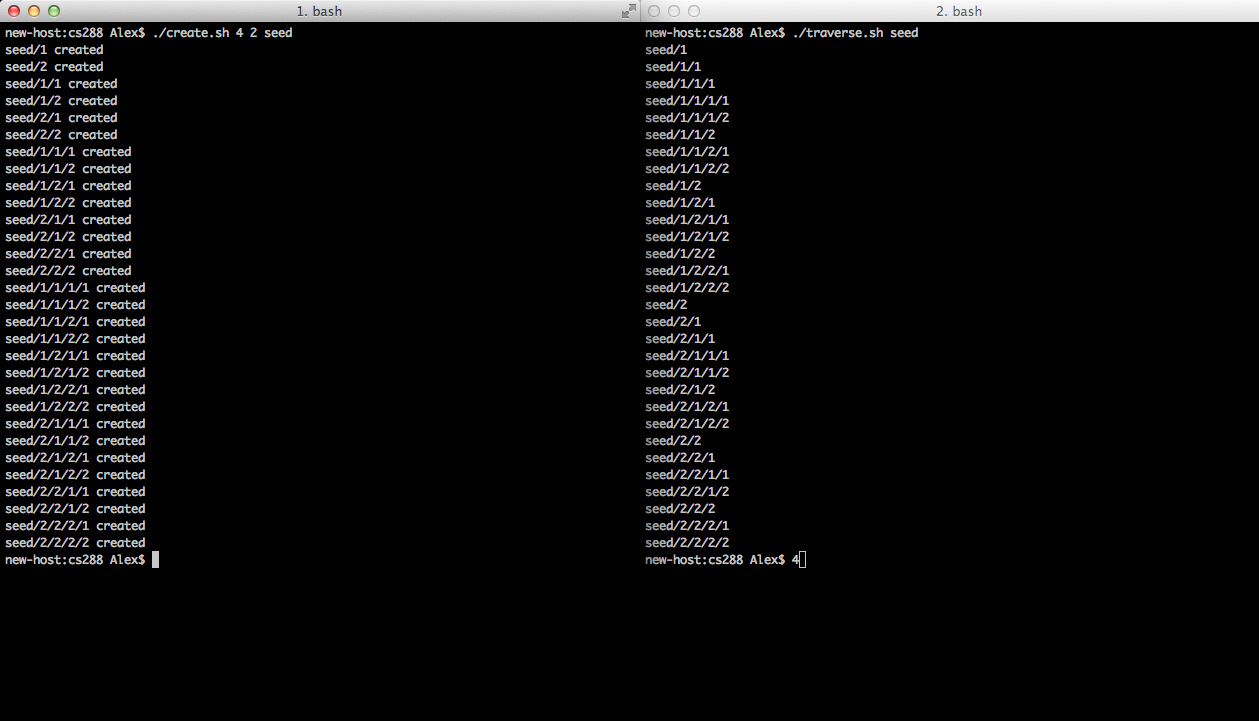 1. bash
new-host:cs288 Alex$ ./create.sh 4 2 seed
seed/1 created
seed/2 created
seed/1/1 created
seed/1/2 created
seed/2/1 created
seed/2/2 created
seed/1/1/1 created
seed/1/1/2 created
seed/1/2/1 created
seed/1/2/2 created
seed/2/1/1 created
seed/2/1/2 created
seed/2/2/1 created
seed/2/2/2 created
seed/1/1/1/1 created
seed/1/1/1/2 created
seed/1/1/2/1 created
seed/1/1/2/2 created
seed/1/2/1/1 created
seed/1/2/1/2 created
seed/1/2/2/1 created
seed/1/2/2/2 created
seed/2/1/1/1 created
seed/2/1/1/2 created
seed/2/1/2/1 created
seed/2/1/2/2 created
seed/2/2/1/1 created
seed/2/2/1/2 created
seed/2/2/2/1 created
seed/2/2/2/2 created
new-host:cs288 Alex$
2. bash
new-host:cs288 Alex$ ./traverse.sh seed
seed/1
seed/1/1
seed/1/1/1
seed/1/1/1/1
seed/1/1/1/2
seed/1/1/2
seed/1/1/2/1
seed/1/1/2/2
seed/1/2
seed/1/2/1
seed/1/2/1/1
seed/1/2/1/2
seed/1/2/2
seed/1/2/2/1
seed/1/2/2/2
seed/2
seed/2/1
seed/2/1/1
seed/2/1/1/1
seed/2/1/1/2
seed/2/1/2
seed/2/1/2/1
seed/2/1/2/2
seed/2/2
seed/2/2/1
seed/2/2/1/1
seed/2/2/1/2
seed/2/2/2
seed/2/2/2/1
seed/2/2/2/2
new-host:cs288 Alex$ 4